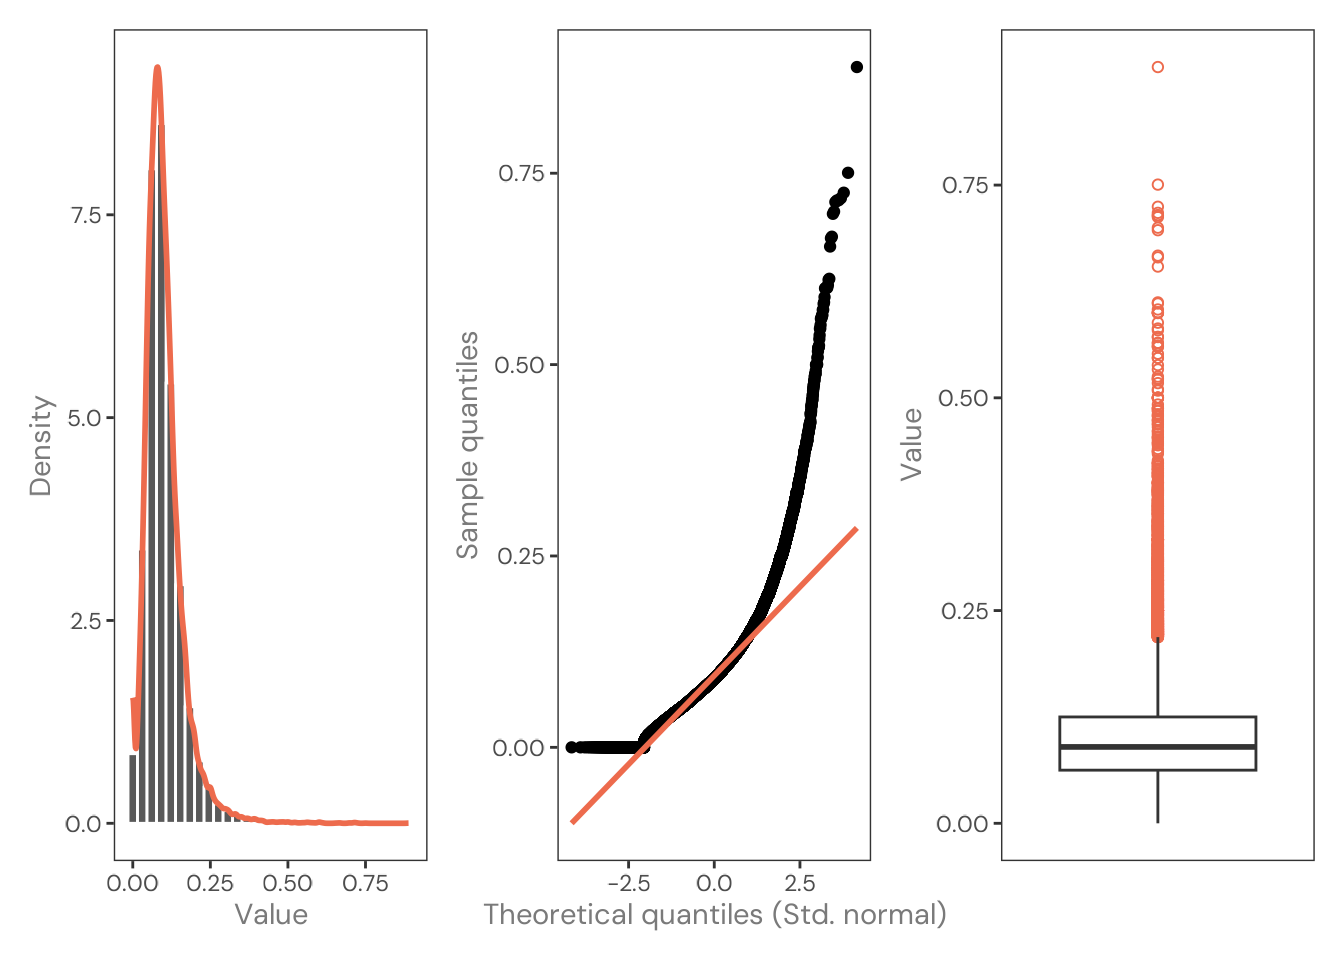 Density
7.5
5.0
2.5
0.0
0.00 0.25 0.50 0.75
Value
Sample quantiles
0.75
0.50
0.25
0.00
−2.5 0.0 2.5
Theoretical quantiles (Std. normal)
Value
0.75
0.50
0.25
0.00